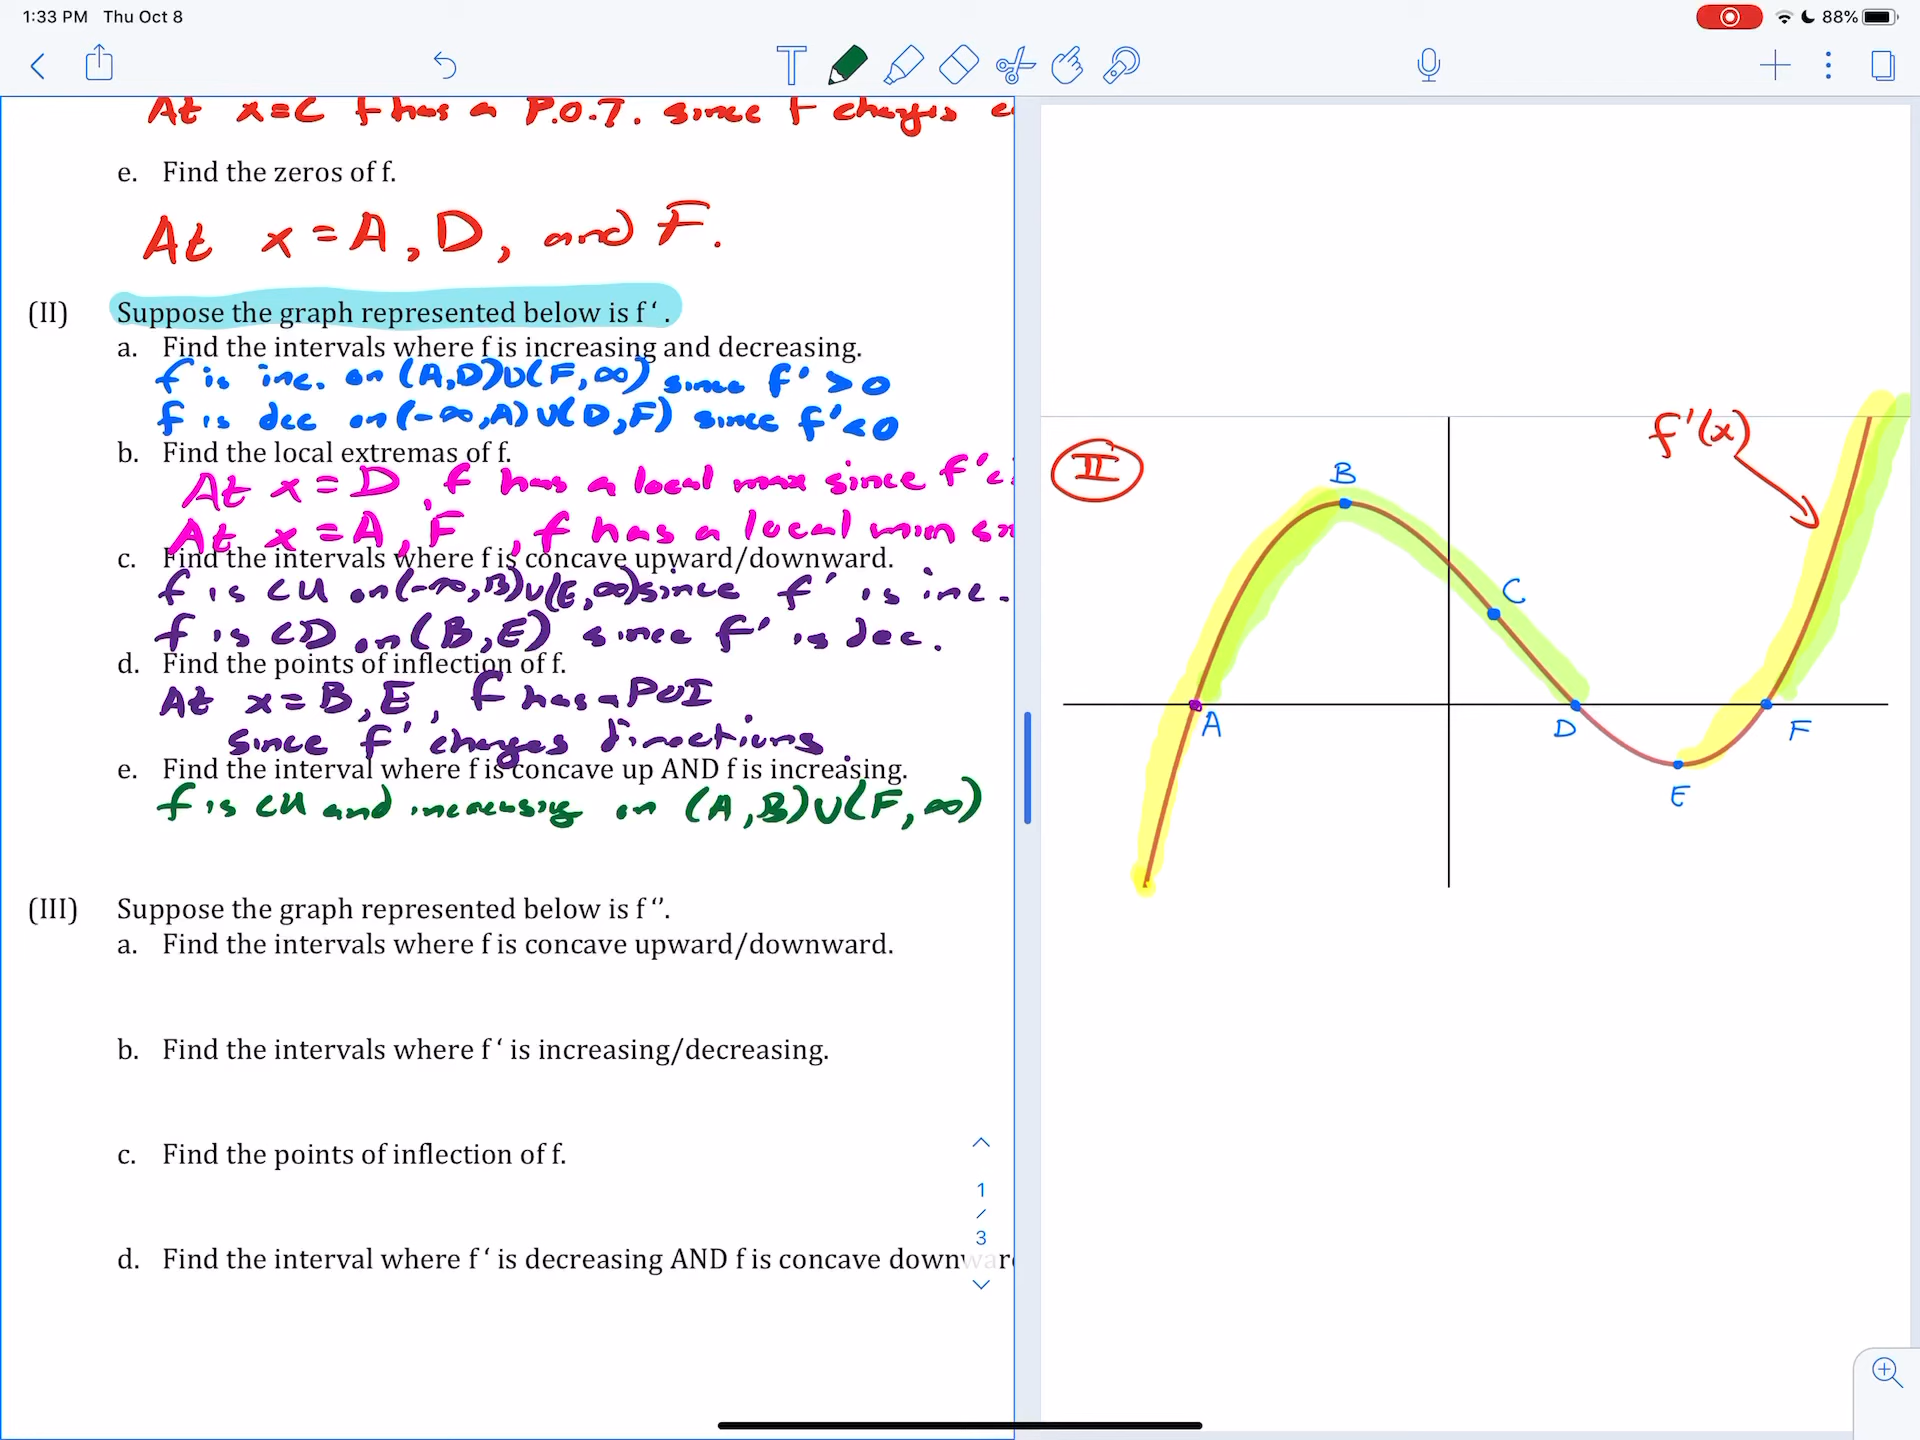 1:33 PM Thu Oct 8
88%
At x=C f has a P.O.I. since f changes c
e. Find the zeros of f.
At x=A, D, and F.
(II) Suppose the graph represented below is f ‘.
a. Find the intervals where f is increasing and decreasing.
f is inc. on (A,D)∪(F,∞) since f' > 0
f is dec on (-∞,A)∪(D,F) since f' < 0
b. Find the local extremas of f.
At x=D, f has a local max since f' c
At x=A,F, f has a local min sin
c. Find the intervals where f is concave upward/downward.
f is CU on (-∞,B)∪(E,∞) since f' is inc.
f is CD on (B,E) since f' is dec.
d. Find the points of inflection of f.
At x=B,E, f has a POI
since f' changes directions.
e. Find the interval where f is concave up AND f is increasing.
f is CU and increasing on (A,B)∪(F,∞)
(III) Suppose the graph represented below is f ‘’.
a. Find the intervals where f is concave upward/downward.
b. Find the intervals where f ‘ is increasing/decreasing.
c. Find the points of inflection of f.
d. Find the interval where f ‘ is decreasing AND f is concave downwar
1
/
3
II
f'(x)
B
C
A
D
F
E